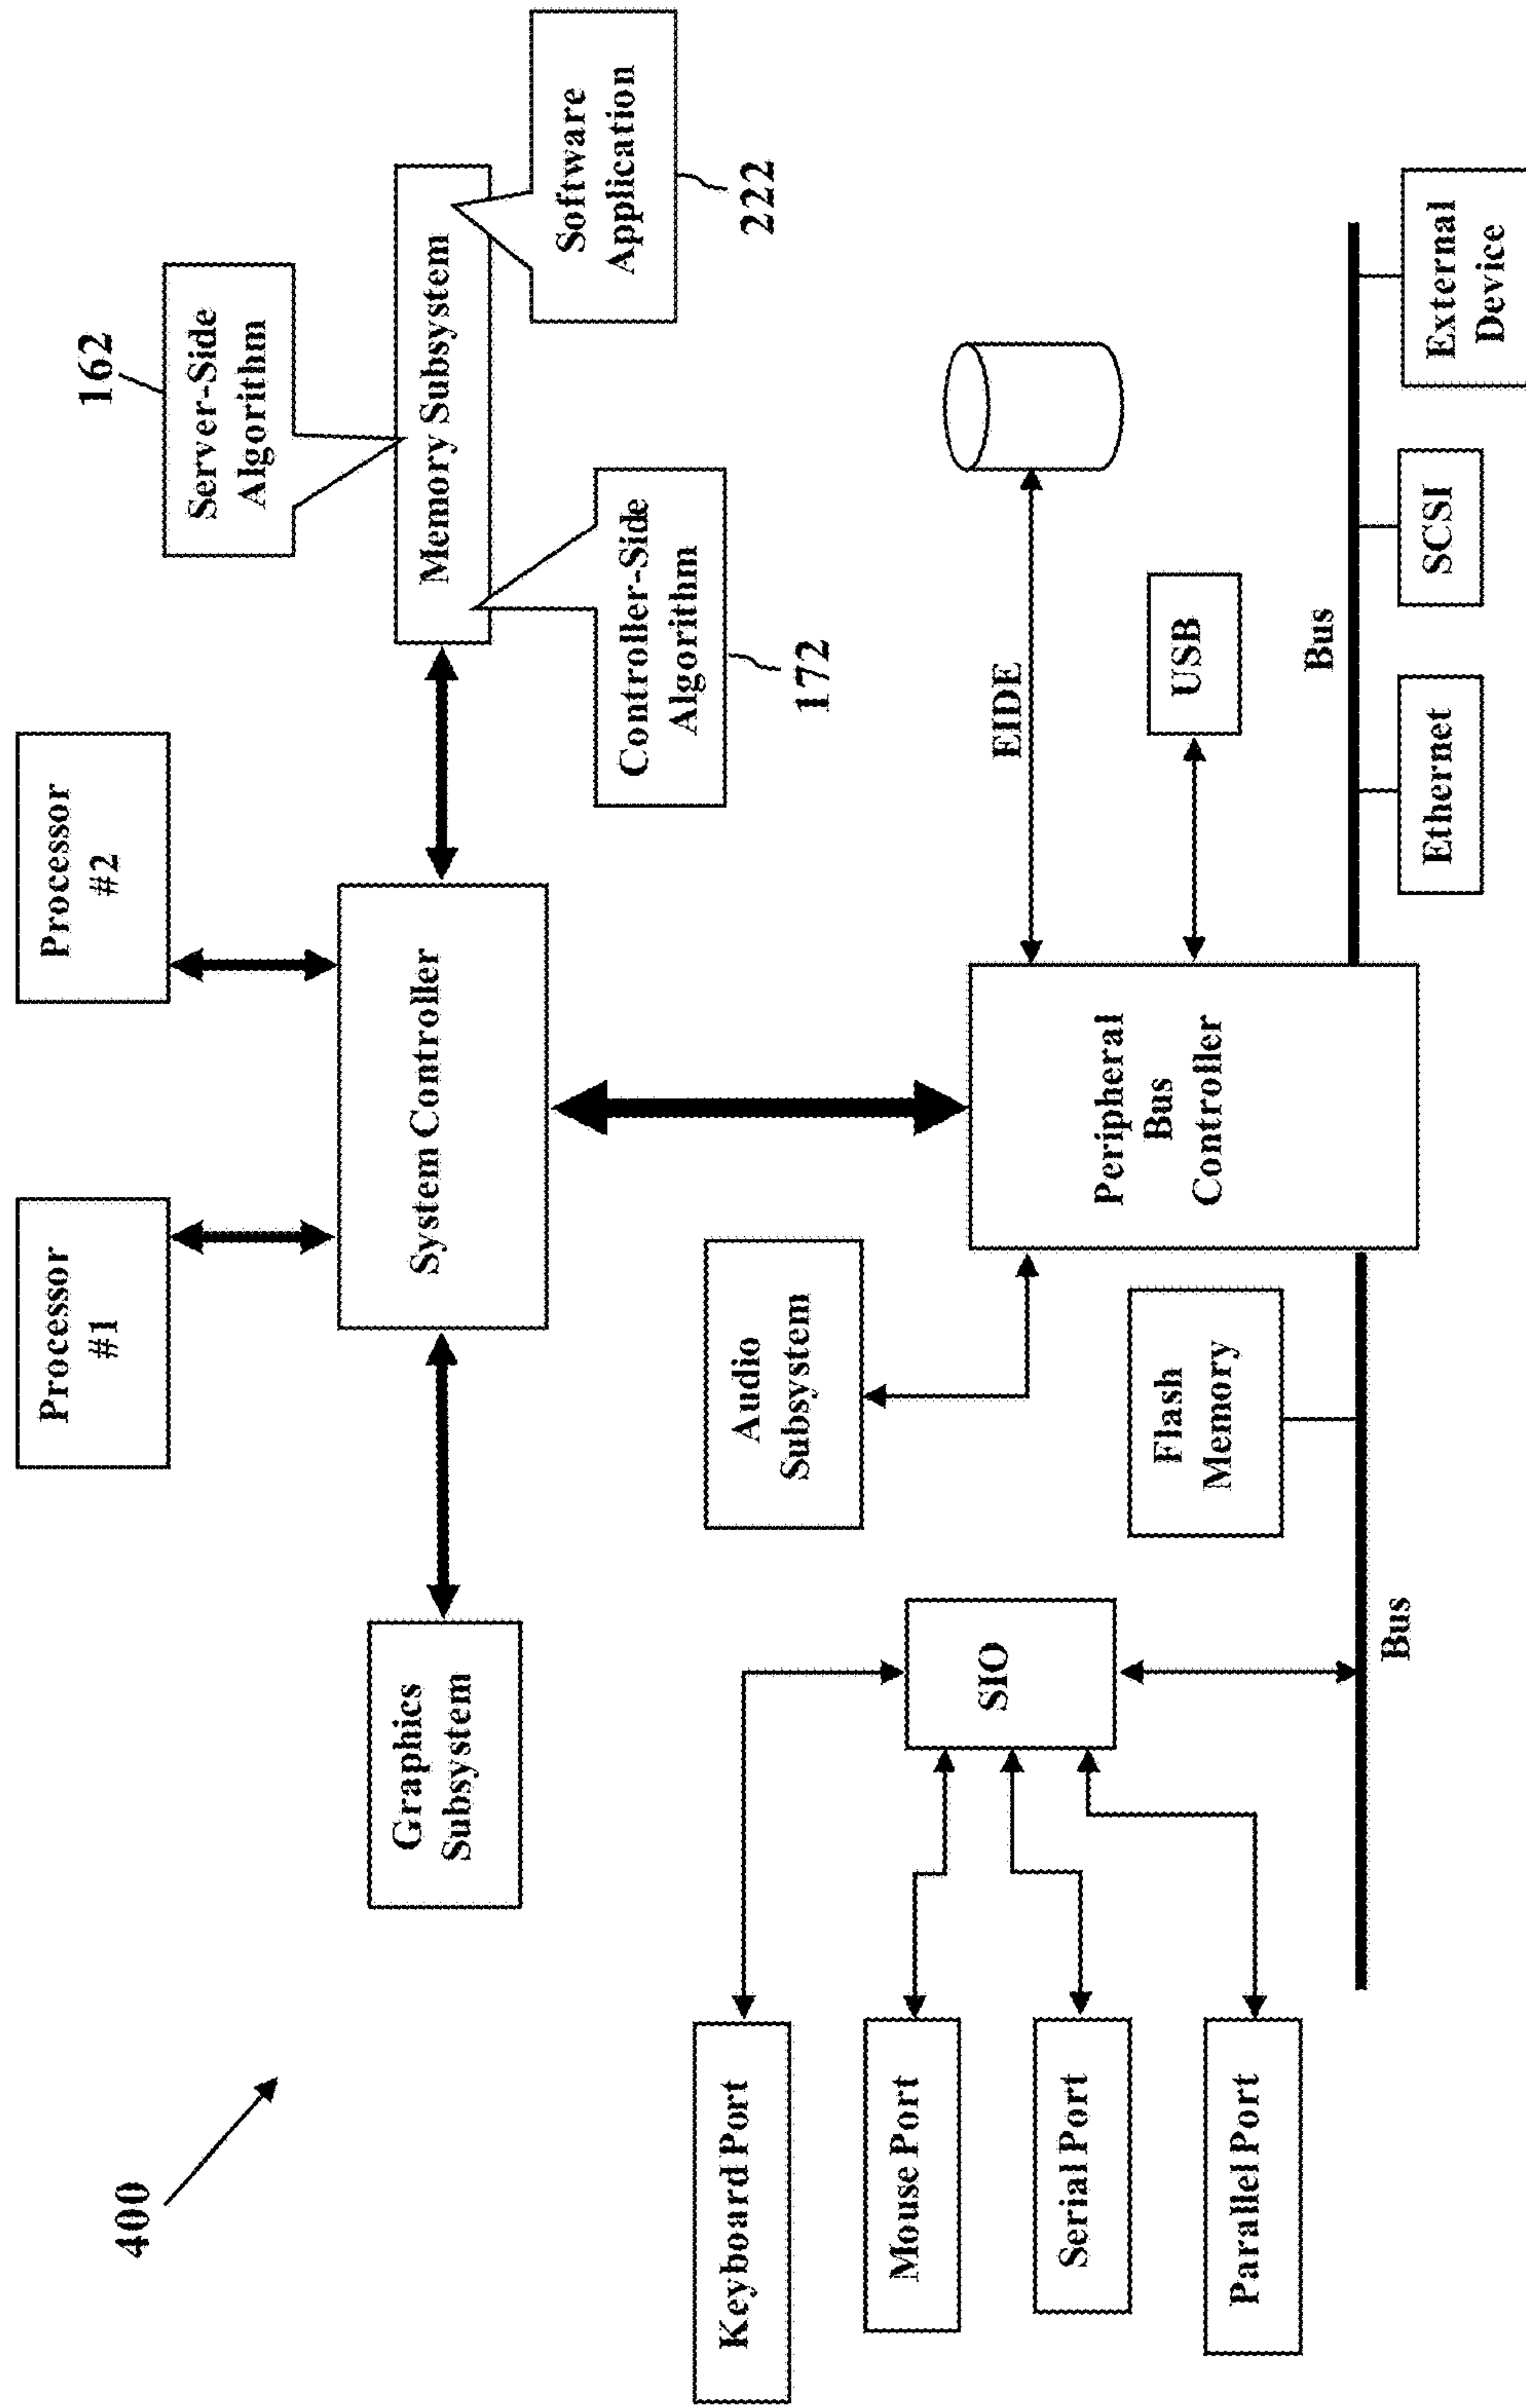 400
Processor
#1
Processor
#2
162
Server-Side
Algorithm
Graphics
Subsystem
System Controller
Memory Subsystem
Software
Application
222
Controller-Side
Algorithm
172
Keyboard Port
Audio
Subsystem
Mouse Port
SIO
EIDE
Serial Port
Peripheral
Bus
Controller
Flash
Memory
USB
Parallel Port
Bus
Bus
Ethernet
SCSI
External
Device